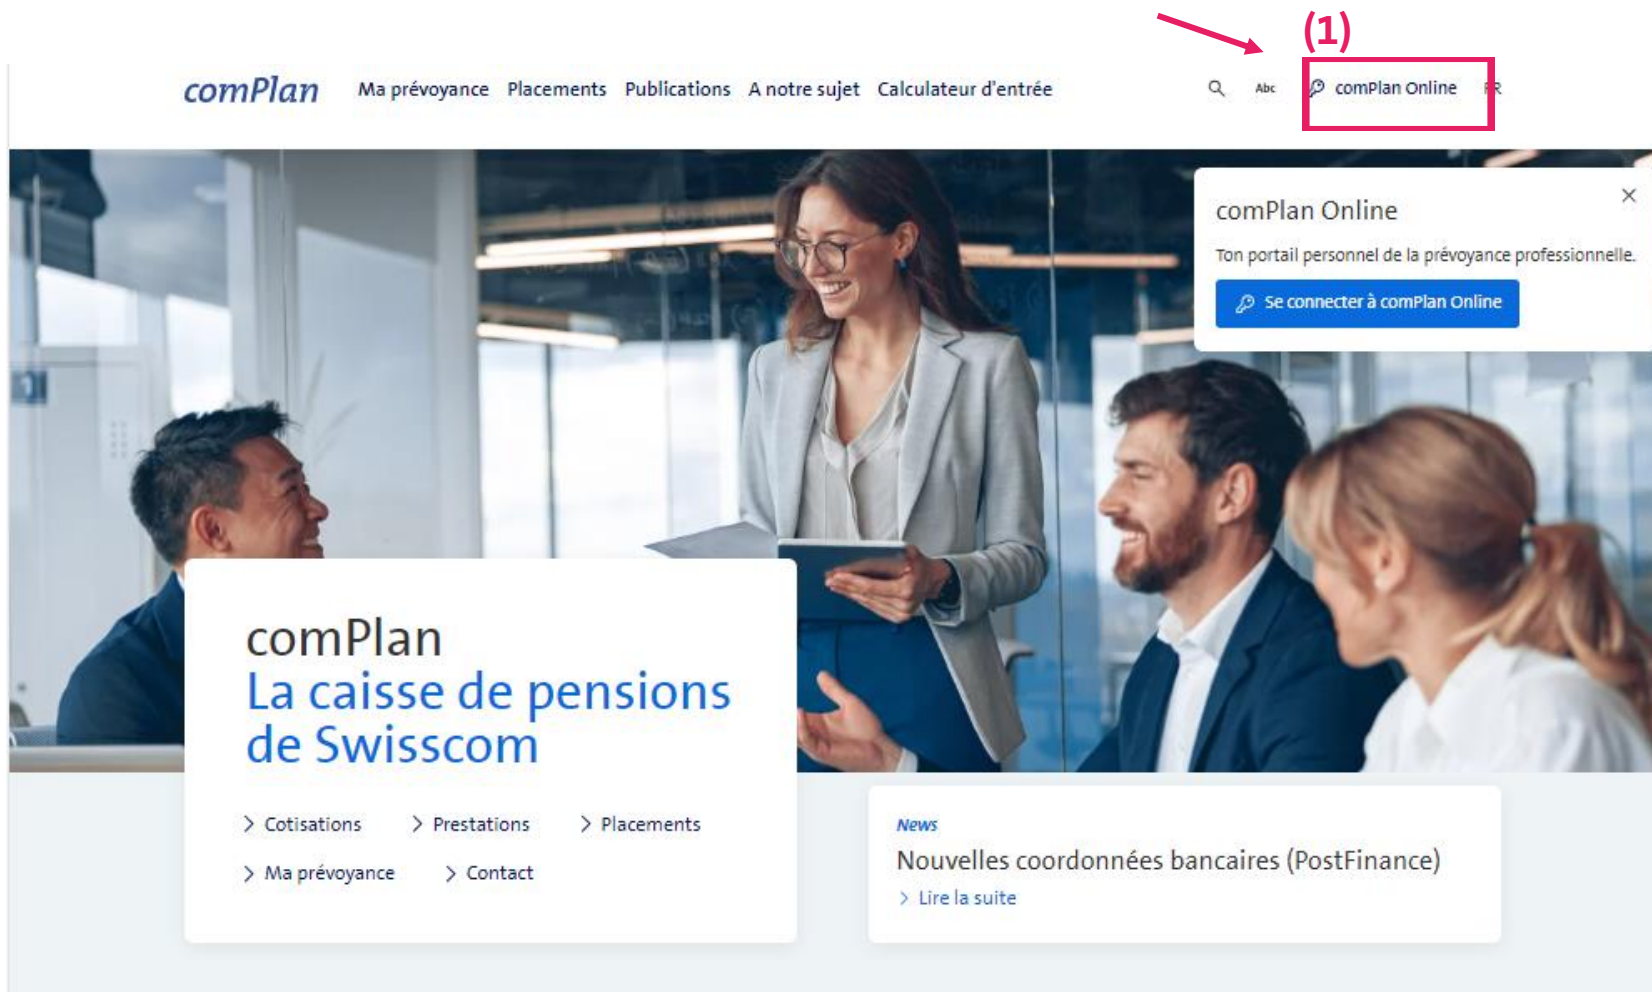 (1)
comPlan Ma prévoyance Placements Publications A notre sujet Calculateur d'entrée Abc comPlan Online FR
comPlan Online
Ton portail personnel de la prévoyance professionnelle.
Se connecter à comPlan Online
comPlan
La caisse de pensions
de Swisscom
Cotisations Prestations Placements
Ma prévoyance Contact
News
Nouvelles coordonnées bancaires (PostFinance)
Lire la suite